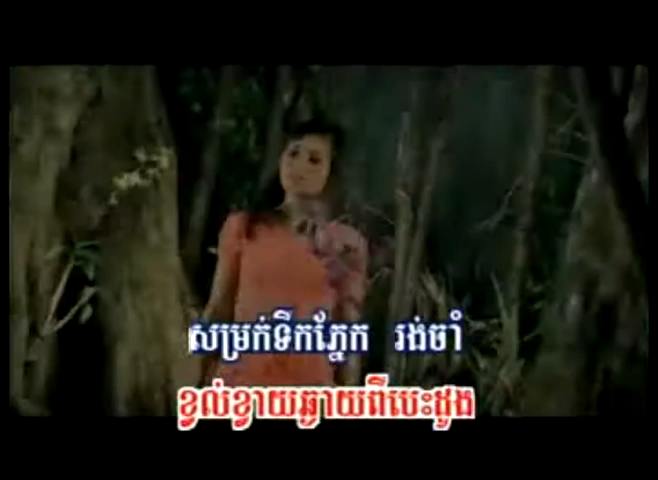 សម្រក់ទឹកភ្នែក រង់ចាំ
ខ្វល់ខ្វាយឆ្ងាយពីបេះដូង